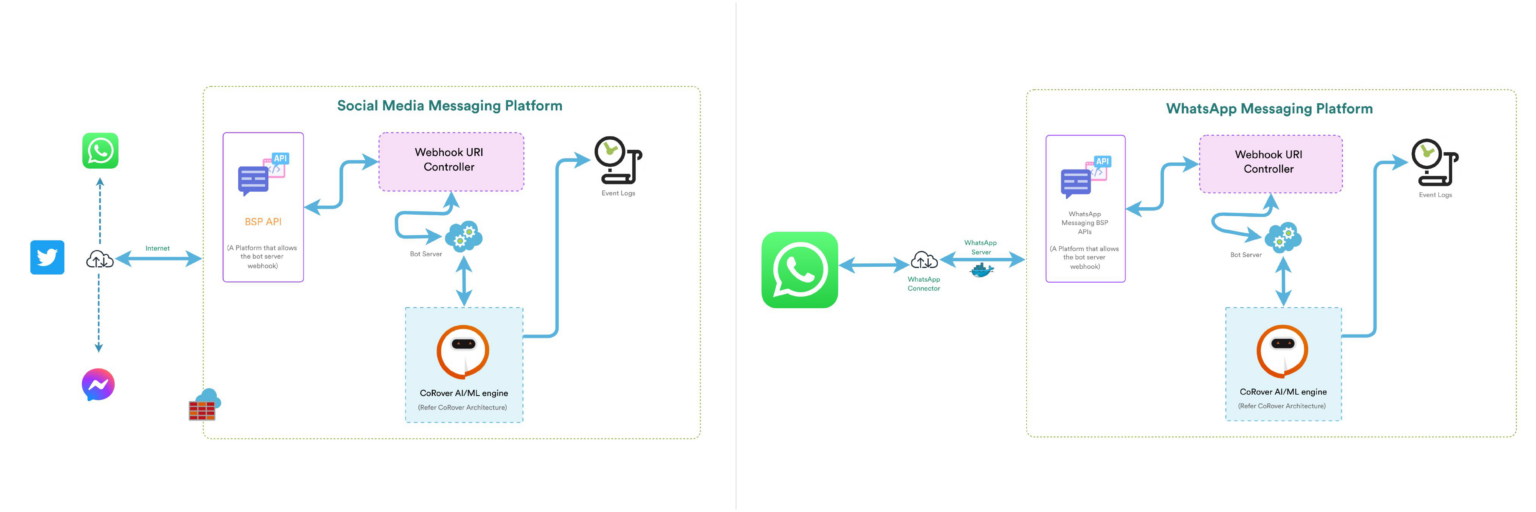 Social Media Messaging Platform
API
BSP API
(A Platform that allows
the bot server
webhook)
Webhook URI
Controller
Event Logs
Bot Server
Internet
CoRover AI/ML engine
(Refer CoRover Architecture)
WhatsApp Messaging Platform
API
WhatsApp
Messaging BSP
APIs
(A Platform that allows
the bot server
webhook)
Webhook URI
Controller
Event Logs
Bot Server
WhatsApp
Server
WhatsApp
Connector
CoRover AI/ML engine
(Refer CoRover Architecture)